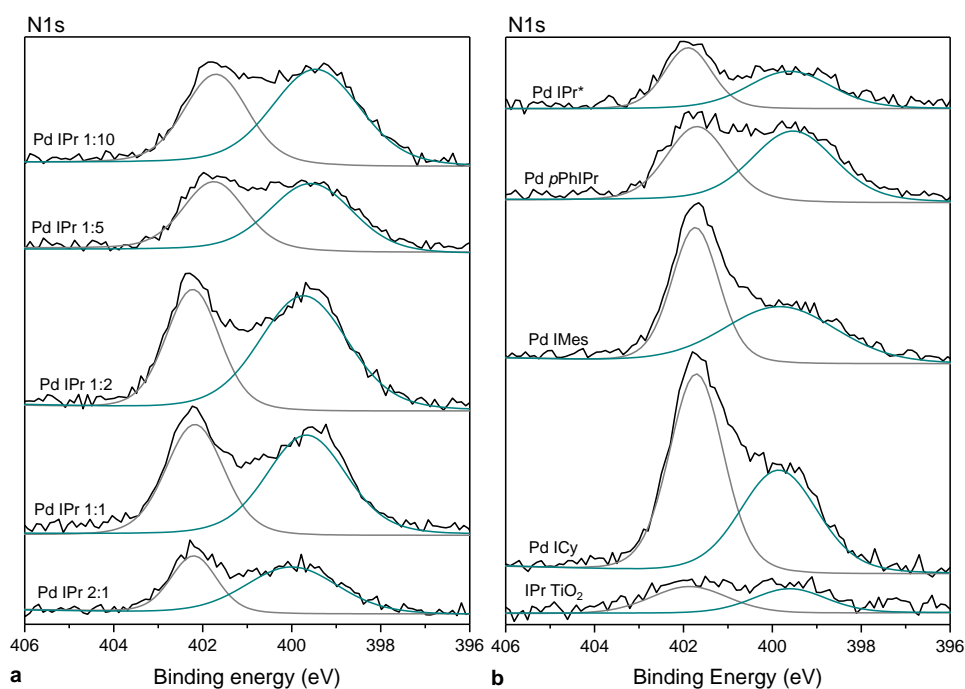 N1s
Pd IPr 1:10
Pd IPr 1:5
Pd IPr 1:2
Pd IPr 1:1
Pd IPr 2:1
406 404 402 400 398 396
Binding energy (eV)
a
N1s
Pd IPr*
Pd pPhIPr
Pd IMes
Pd ICy
IPr TiO₂
406 404 402 400 398 396
Binding Energy (eV)
b